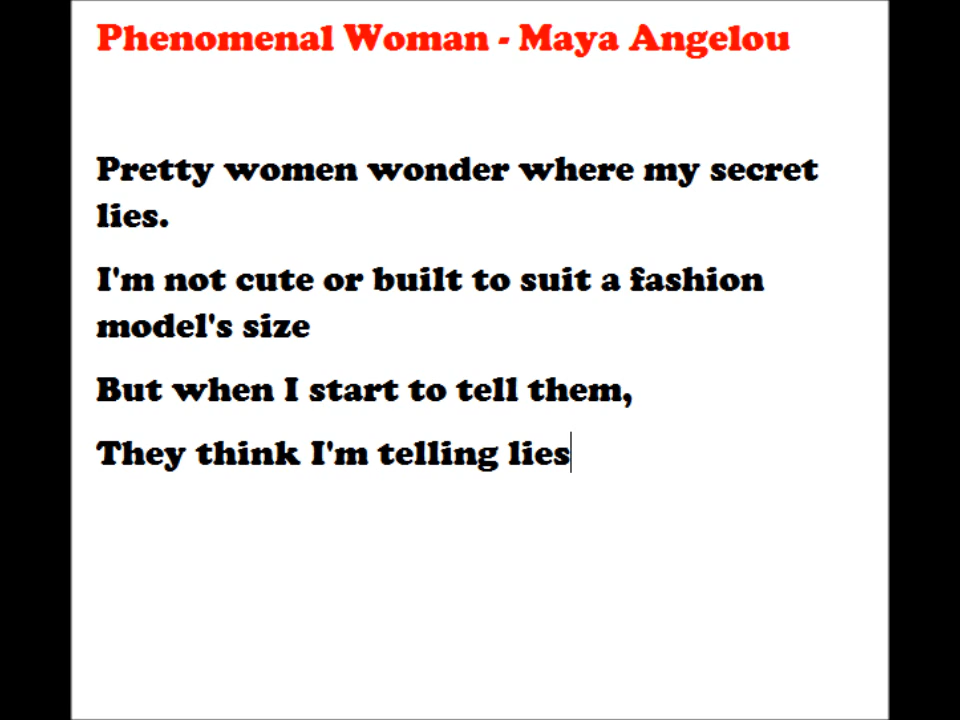 Phenomenal Woman - Maya Angelou
Pretty women wonder where my secret
lies.
I'm not cute or built to suit a fashion
model's size
But when I start to tell them,
They think I'm telling lies